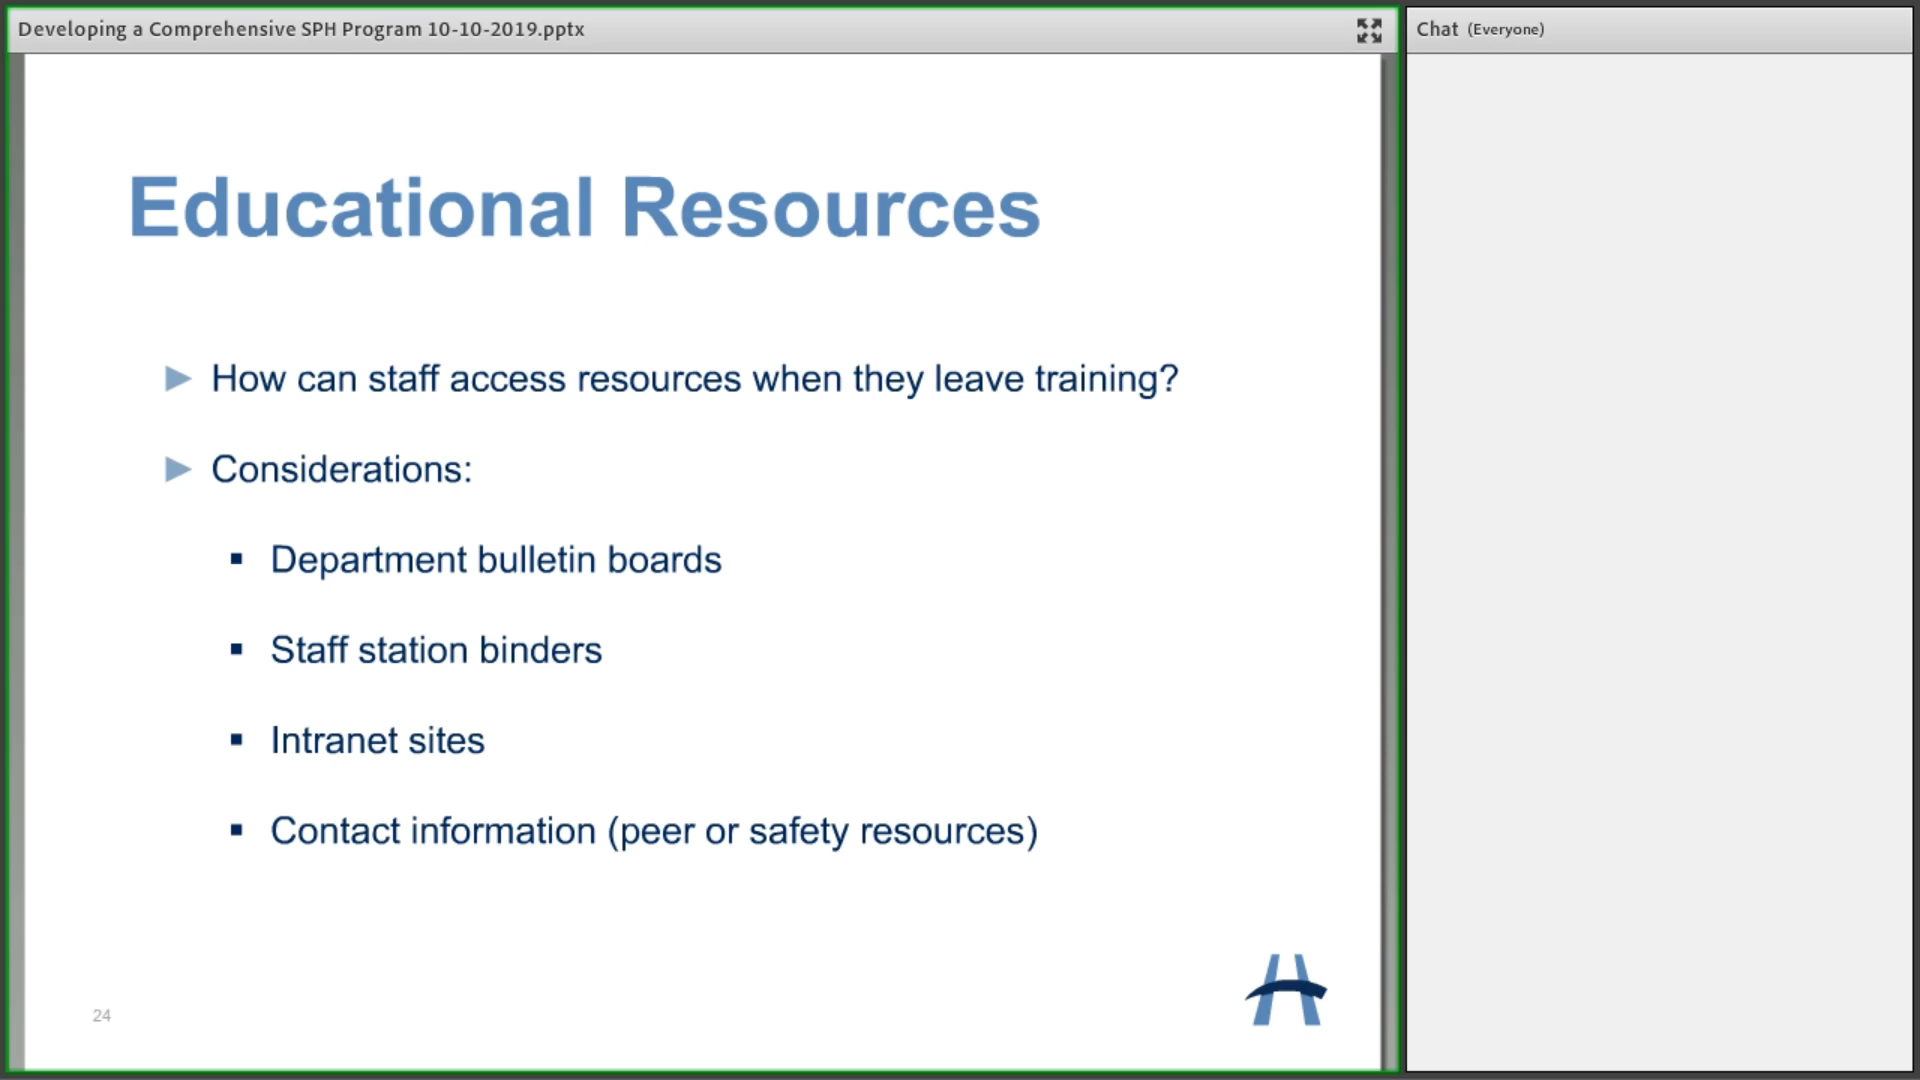 Developing a Comprehensive SPH Program 10-10-2019.pptx
Chat (Everyone)
Educational Resources
How can staff access resources when they leave training?
Considerations:
Department bulletin boards
Staff station binders
Intranet sites
Contact information (peer or safety resources)
24